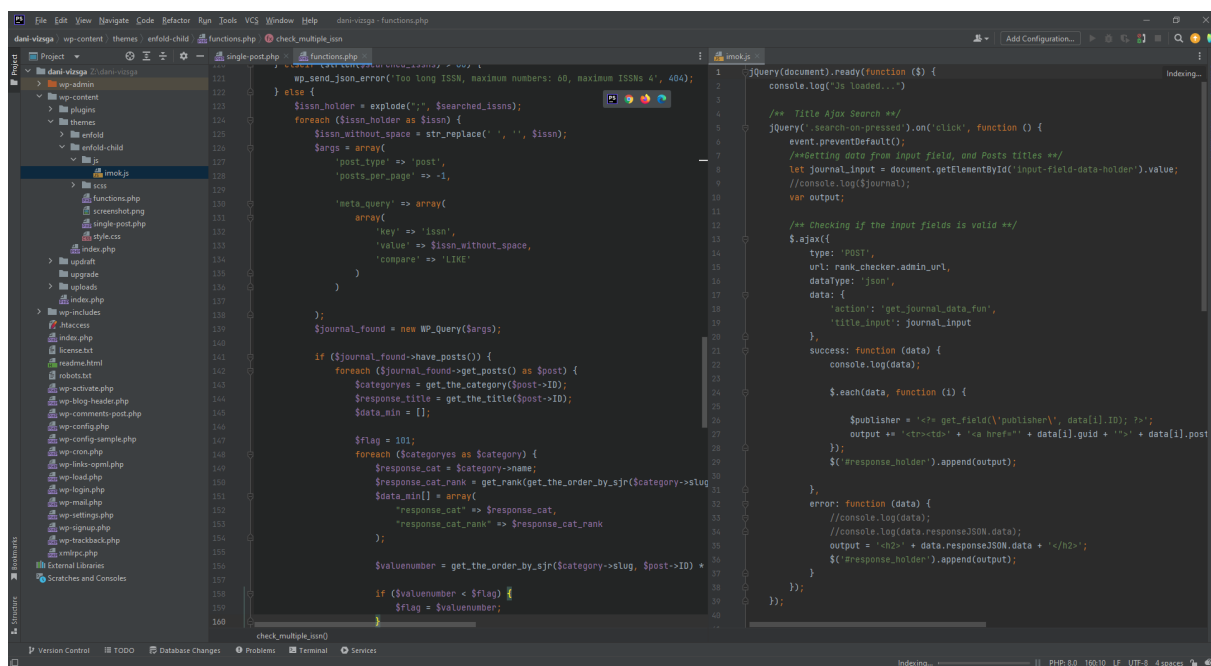 PS File Edit View Navigate Code Refactor Run Tools VCS Window Help dani-vizsga - functions.php
dani-vizsga wp-content themes enfold-child functions.php check_multiple_issn Add Configuration...
Project
Project
dani-vizsga Z:\dani-vizsga
wp-admin
wp-content
plugins
themes
enfold
enfold-child
js
imok.js
scss
functions.php
screenshot.png
single-post.php
style.css
index.php
updraft
upgrade
uploads
index.php
wp-includes
.htaccess
index.php
license.txt
readme.html
robots.txt
wp-activate.php
wp-blog-header.php
wp-comments-post.php
wp-config.php
wp-config-sample.php
wp-cron.php
wp-links-opml.php
wp-load.php
wp-login.php
wp-mail.php
wp-settings.php
wp-signup.php
wp-trackback.php
xmlrpc.php
External Libraries
Scratches and Consoles
Bookmarks
Structure
single-post.php functions.php
121 wp_send_json_error('Too long ISSN, maximum numbers: 60, maximum ISSNs 4', 404);
122 } else {
123 $issn_holder = explode(";", $searched_issns);
124 foreach ($issn_holder as $issn) {
125 $issn_without_space = str_replace(' ', '', $issn);
126 $args = array(
127 'post_type' => 'post',
128 'posts_per_page' => -1,
129
130 'meta_query' => array(
131 array(
132 'key' => 'issn',
133 'value' => $issn_without_space,
134 'compare' => 'LIKE'
135 )
136 )
137
138 );
139 $journal_found = new WP_Query($args);
140
141 if ($journal_found->have_posts()) {
142 foreach ($journal_found->get_posts() as $post) {
143 $categoryes = get_the_category($post->ID);
144 $response_title = get_the_title($post->ID);
145 $data_min = [];
146
147 $flag = 101;
148 foreach ($categoryes as $category) {
149 $response_cat = $category->name;
150 $response_cat_rank = get_rank(get_the_order_by_sjr($category->slug
151 $data_min[] = array(
152 "response_cat" => $response_cat,
153 "response_cat_rank" => $response_cat_rank
154 );
155
156 $valuenumber = get_the_order_by_sjr($category->slug, $post->ID) *
157
158 if ($valuenumber < $flag) {
159 $flag = $valuenumber;
160 }
check_multiple_issn()
imok.js
Indexing...
1 jQuery(document).ready(function ($) {
2 console.log("Js loaded...")
3
4 /** Title Ajax Search **/
5 jQuery('.search-on-pressed').on('click', function () {
6 event.preventDefault();
7 /**Getting data from input field, and Posts titles **/
8 let journal_input = document.getElementById('input-field-data-holder').value;
9 //console.log($journal);
10 var output;
11
12 /** Checking if the input fields is valid **/
13 $.ajax({
14 type: 'POST',
15 url: rank_checker.admin_url,
16 dataType: 'json',
17 data: {
18 'action': 'get_journal_data_fun',
19 'title_input': journal_input
20 },
21 success: function (data) {
22 console.log(data);
23
24 $.each(data, function (i) {
25
26 $publisher = '<?= get_field(\'publisher\', data[i].ID); ?>';
27 output += '<tr><td>' + '<a href="' + data[i].guid + '">' + data[i].post
28 });
29 $('#response_holder').append(output);
30
31 },
32 error: function (data) {
33 //console.log(data);
34 //console.log(data.responseJSON.data);
35 output = '<h2>' + data.responseJSON.data + '</h2>';
36 $('#response_holder').append(output);
37 }
38 });
39 });
40
Version Control TODO Database Changes Problems Terminal Services
Indexing... PHP: 8.0 160:10 LF UTF-8 4 spaces